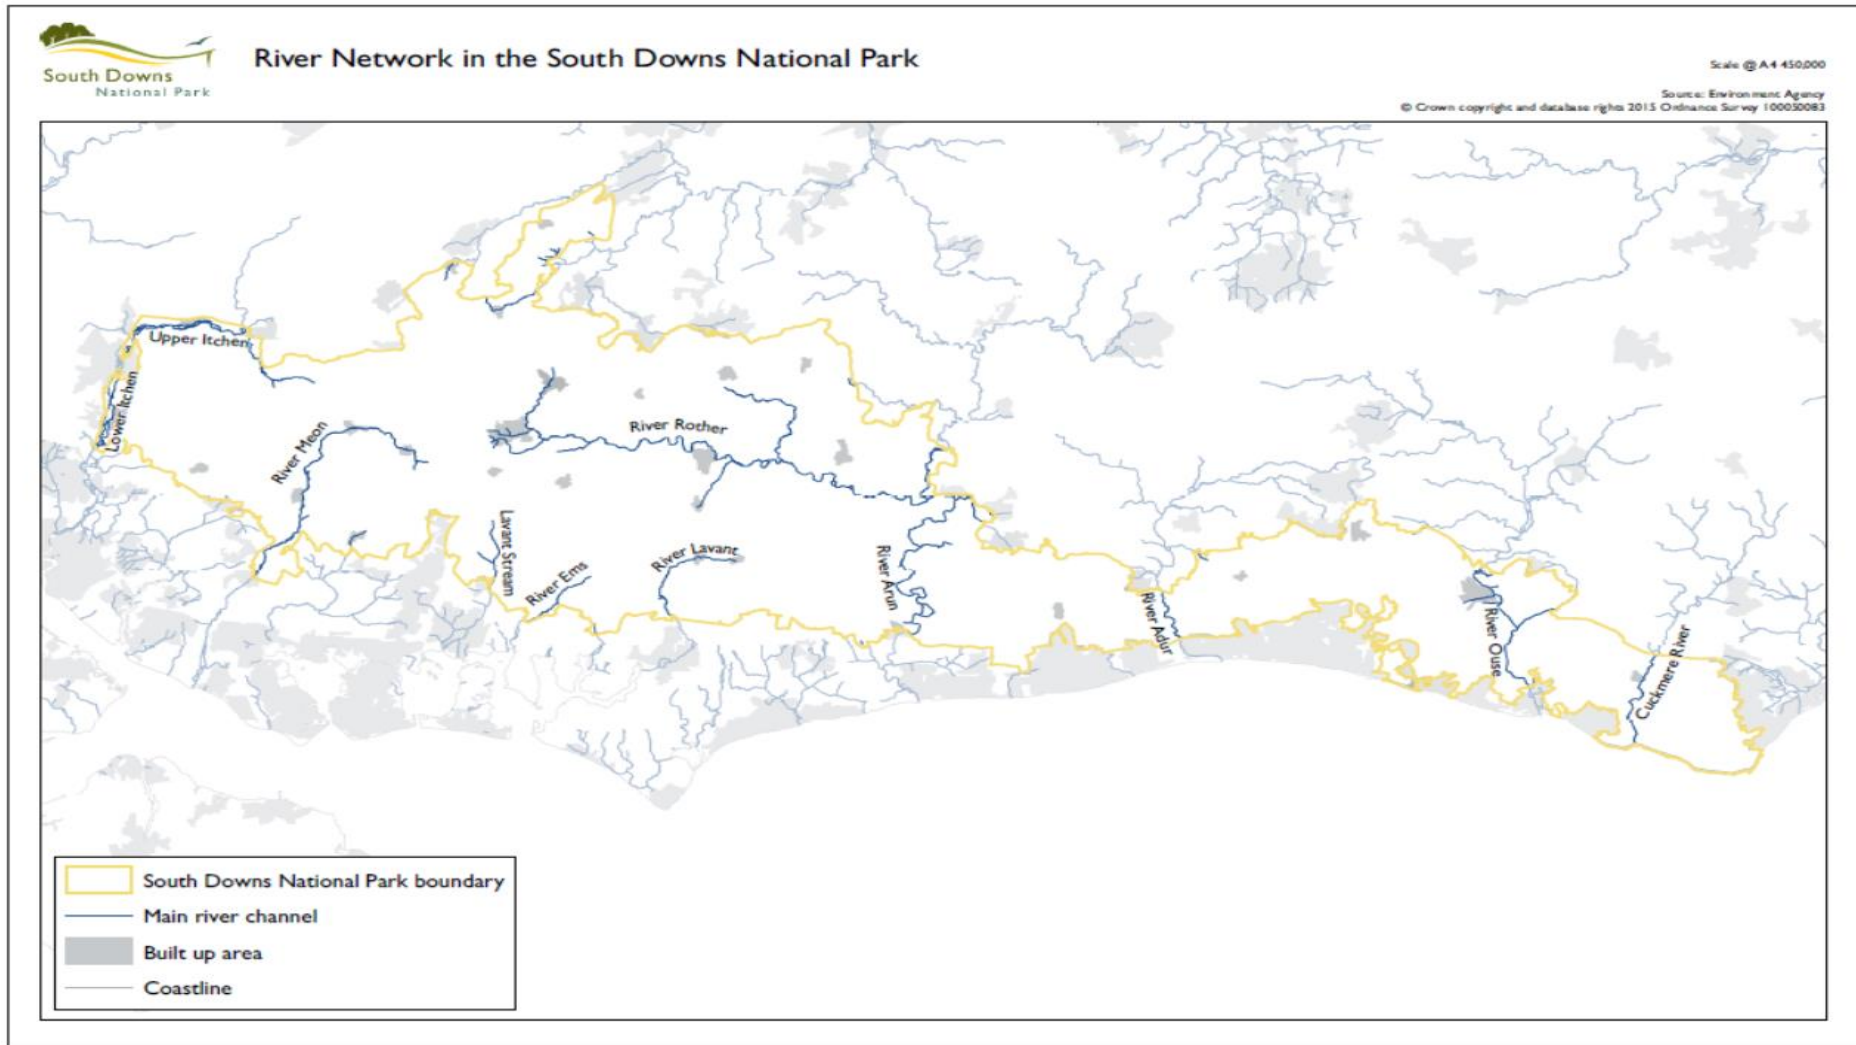 South Downs
National Park
River Network in the South Downs National Park
Scale @ A4 450,000
Source: Environment Agency
© Crown copyright and database rights 2015 Ordnance Survey 100050083
Upper Itchen
Lower Itchen
River Meon
River Rother
Lavant Stream
River Ems
River Lavant
River Arun
River Adur
River Ouse
Cuckmere River
South Downs National Park boundary
Main river channel
Built up area
Coastline